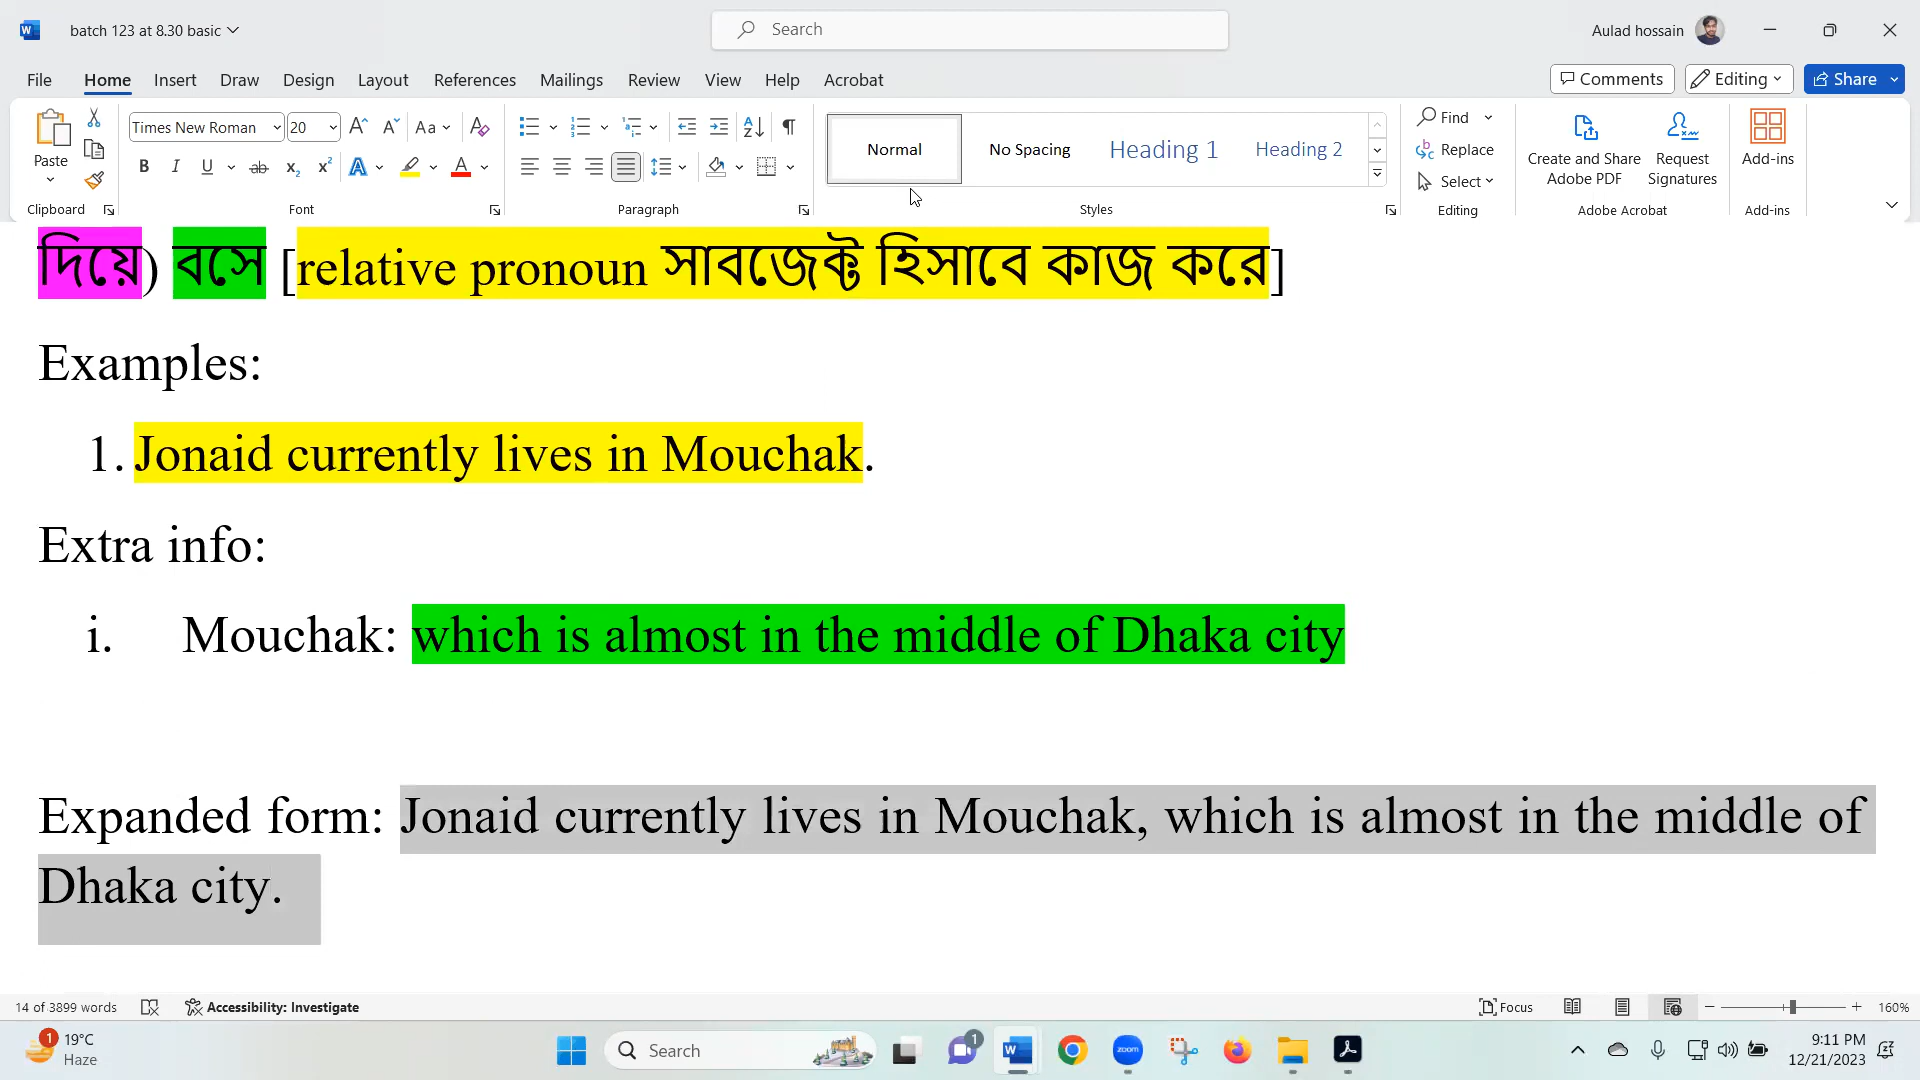 batch 123 at 8.30 basic
Search
Aulad hossain
File Home Insert Draw Design Layout References Mailings Review View Help Acrobat
Comments Editing Share
Paste
Times New Roman 20
Normal No Spacing Heading 1 Heading 2
Find
Replace
Select
Create and Share Adobe PDF
Request Signatures
Add-ins
Clipboard Font Paragraph Styles Editing Adobe Acrobat Add-ins
দিয়ে) বসে [relative pronoun সাবজেক্ট হিসাবে কাজ করে]
Examples:
1. Jonaid currently lives in Mouchak.
Extra info:
i. Mouchak: which is almost in the middle of Dhaka city
Expanded form: Jonaid currently lives in Mouchak, which is almost in the middle of
Dhaka city.
14 of 3899 words Accessibility: Investigate Focus 160%
1 19°C
Haze
Search
1
zoom
9:11 PM
12/21/2023